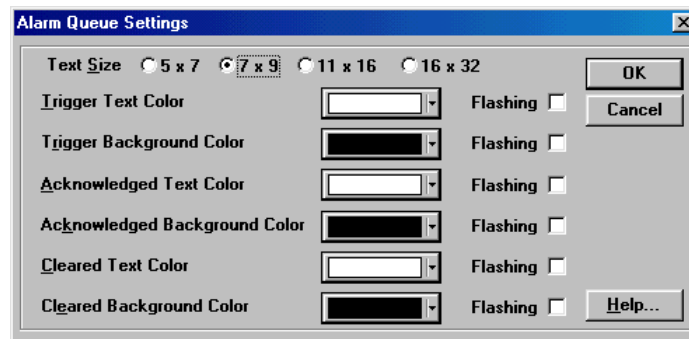 Alarm Queue Settings
Text Size 5 x 7 7 x 9 11 x 16 16 x 32
OK
Trigger Text Color Flashing
Cancel
Trigger Background Color Flashing
Acknowledged Text Color Flashing
Acknowledged Background Color Flashing
Cleared Text Color Flashing
Cleared Background Color Flashing
Help...